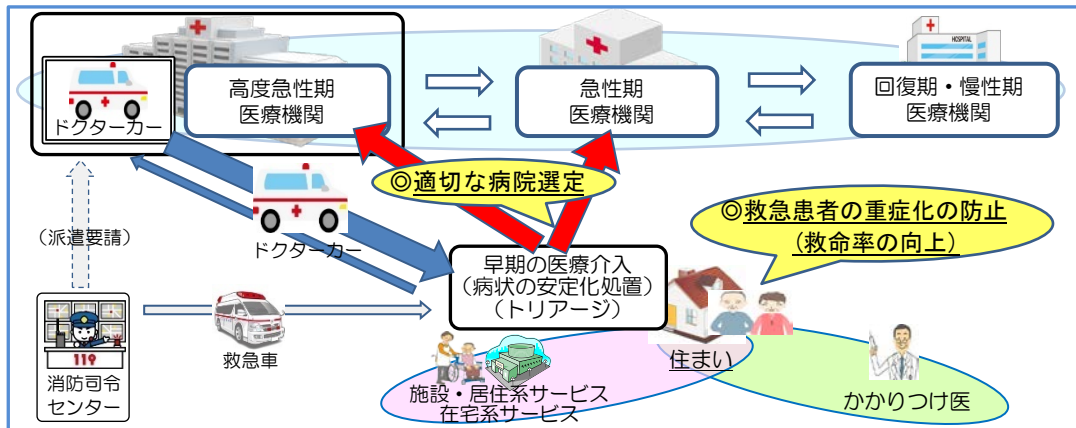 高度急性期
医療機関
急性期
医療機関
HOSPITAL
回復期・慢性期
医療機関
ドクターカー
◎適切な病院選定
◎救急患者の重症化の防止
(救命率の向上)
(派遣要請)
ドクターカー
早期の医療介入
(病状の安定化処置)
(トリアージ)
119
消防司令
センター
救急車
住まい
施設・居住系サービス
在宅系サービス
かかりつけ医